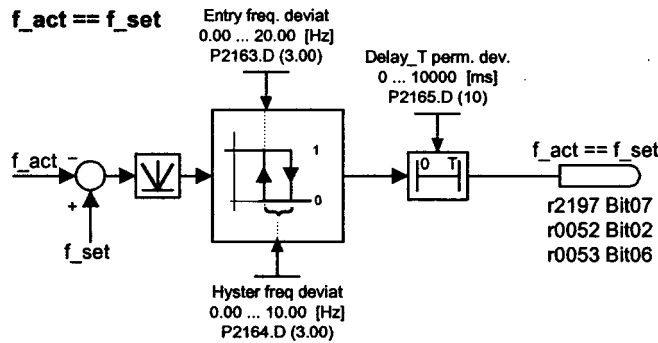 f_act == f_set
Entry freq. deviat
0.00 ... 20.00 [Hz]
P2163.D (3.00)
Delay_T perm. dev.
0 ... 10000 [ms]
P2165.D (10)
f_act
−
+
f_set
1
0
0 T
f_act == f_set
r2197 Bit07
r0052 Bit02
r0053 Bit06
Hyster freq deviat
0.00 ... 10.00 [Hz]
P2164.D (3.00)